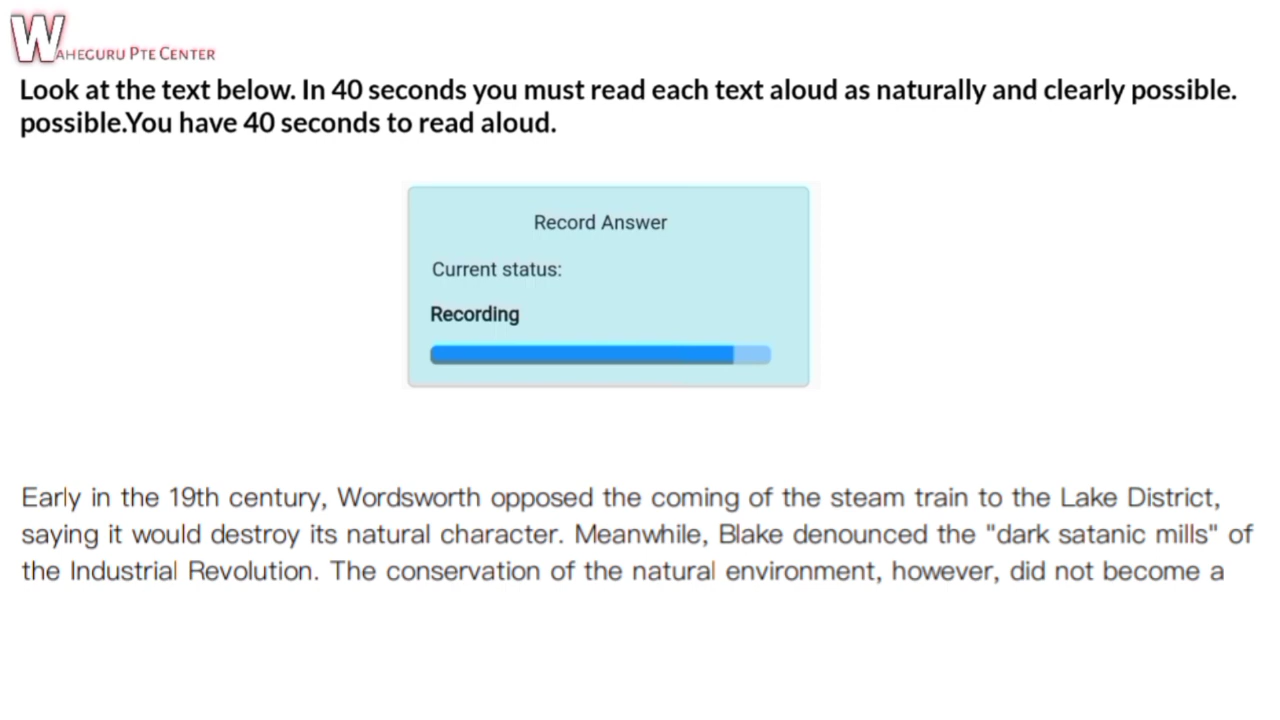 WAHEGURU PTE CENTER
Look at the text below. In 40 seconds you must read each text aloud as naturally and clearly possible.
possible.You have 40 seconds to read aloud.
Record Answer
Current status:
Recording
Early in the 19th century, Wordsworth opposed the coming of the steam train to the Lake District,
saying it would destroy its natural character. Meanwhile, Blake denounced the "dark satanic mills" of
the Industrial Revolution. The conservation of the natural environment, however, did not become a